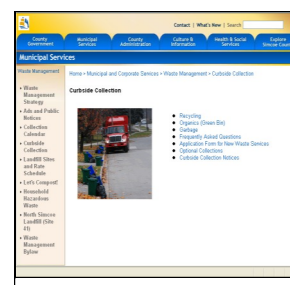 Contact | What's New | Search
County Government
Municipal Services
County Administration
Culture & Information
Health & Social Services
Explore Simcoe Coun
Municipal Services
Waste Management
Home > Municipal and Corporate Services > Waste Management > Curbside Collection
Curbside Collection
Waste
Management
Strategy
Ads and Public
Notices
Collection
Calendar
Curbside
Collection
Landfill Sites
and Rate
Schedule
Let's Compost!
Household
Hazardous
Waste
North Simcoe
Landfill (Site
41)
Waste
Management
Bylaw
Recycling
Organics (Green Bin)
Garbage
Frequently Asked Questions
Application Form for New Waste Services
Optional Collections
Curbside Collection Notices